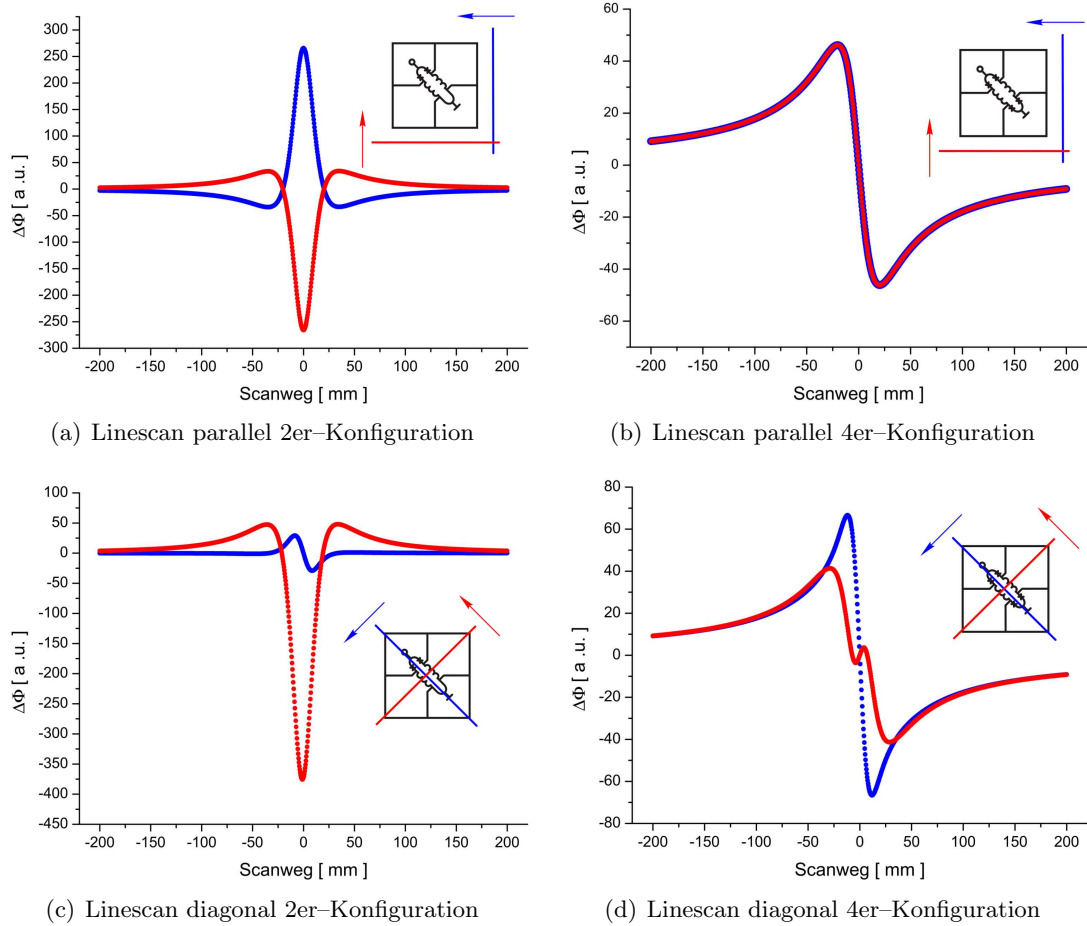 300
250
200
150
100
50
0
-50
-100
-150
-200
-250
-300
-200 -150 -100 -50 0 50 100 150 200
ΔΦ [ a .u. ]
Scanweg [ mm ]
(a) Linescan parallel 2er–Konfiguration
60
40
20
0
-20
-40
-60
-200 -150 -100 -50 0 50 100 150 200
ΔΦ [ a .u. ]
Scanweg [ mm ]
(b) Linescan parallel 4er–Konfiguration
100
50
0
-50
-100
-150
-200
-250
-300
-350
-400
-450
-200 -150 -100 -50 0 50 100 150 200
ΔΦ [ a .u. ]
Scanweg [ mm ]
(c) Linescan diagonal 2er–Konfiguration
80
60
40
20
0
-20
-40
-60
-80
-200 -150 -100 -50 0 50 100 150 200
ΔΦ [ a .u. ]
Scanweg [ mm ]
(d) Linescan diagonal 4er–Konfiguration